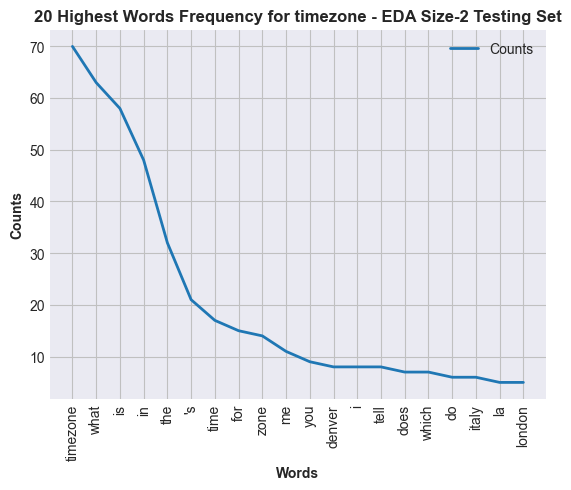 20 Highest Words Frequency for timezone - EDA Size-2 Testing Set
Counts
70
60
50
40
30
20
10
Counts
timezone
what
is
in
the
's
time
for
zone
me
you
denver
i
tell
does
which
do
italy
la
london
Words